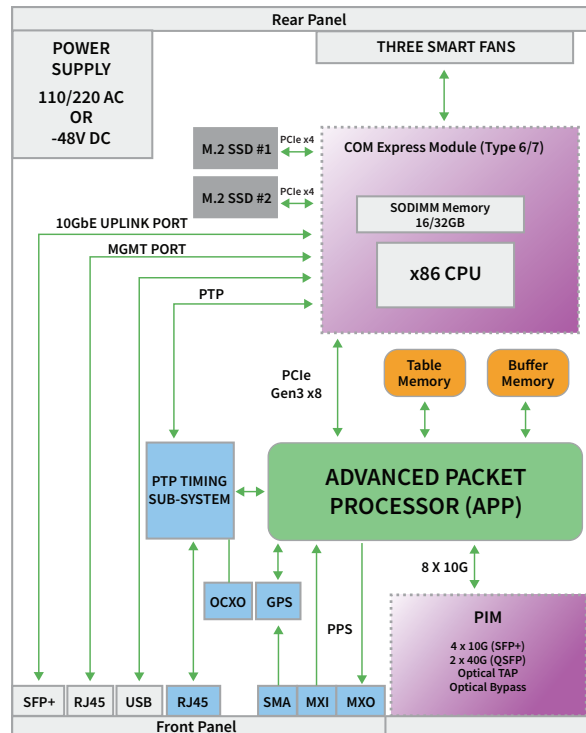 Rear Panel
POWER
SUPPLY
110/220 AC
OR
-48V DC
THREE SMART FANS
M.2 SSD #1
PCIe x4
COM Express Module (Type 6/7)
M.2 SSD #2
PCIe x4
SODIMM Memory
16/32GB
10GbE UPLINK PORT
MGMT PORT
x86 CPU
PTP
PCIe
Gen3 x8
Table
Memory
Buffer
Memory
PTP TIMING
SUB-SYSTEM
ADVANCED PACKET
PROCESSOR (APP)
8 X 10G
OCXO
GPS
PPS
PIM
4 x 10G (SFP+)
2 x 40G (QSFP)
Optical TAP
Optical Bypass
SFP+
RJ45
USB
RJ45
SMA
MXI
MXO
Front Panel